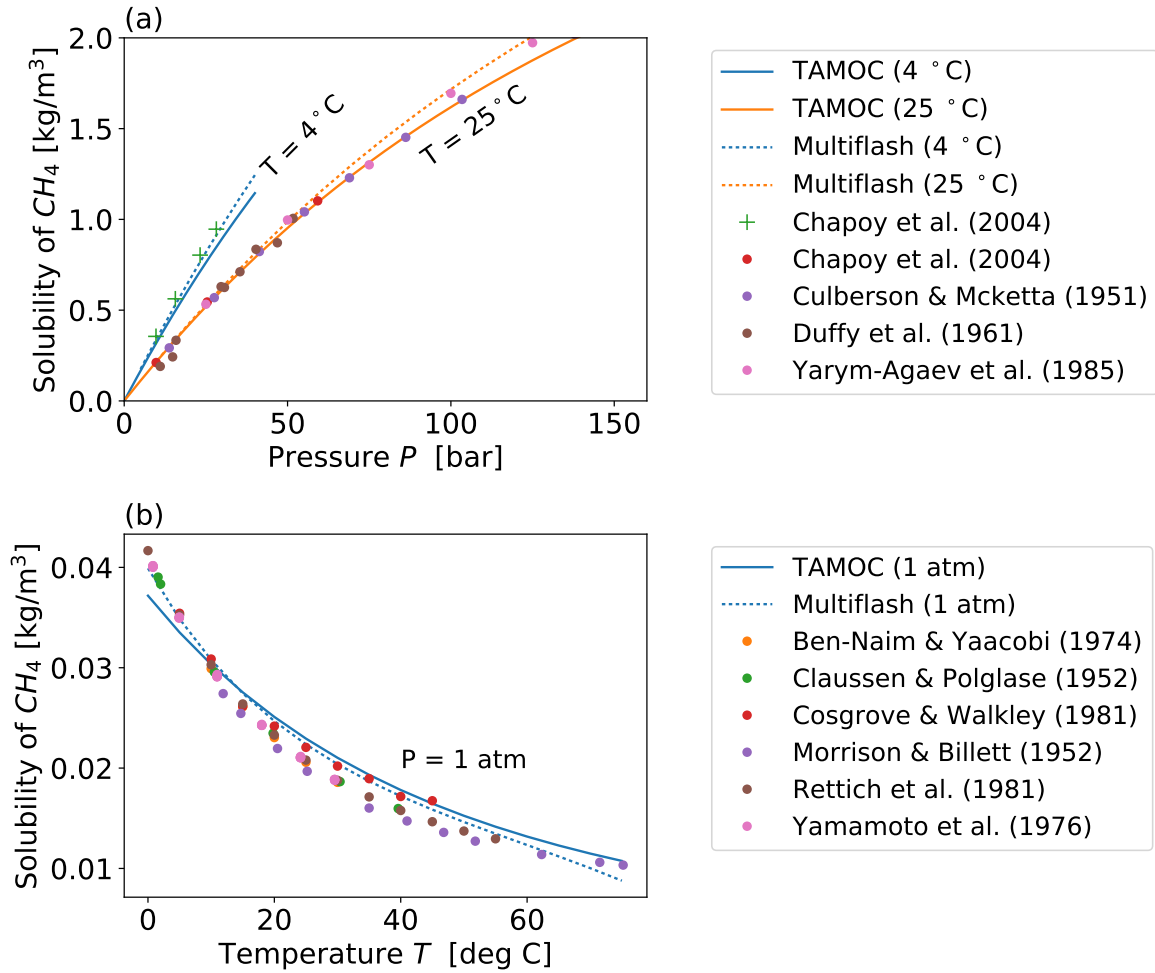 (a)
2.0
1.5
1.0
0.5
0.0
Solubility of CH₄ [kg/m³]
T = 4°C
T = 25°C
0 50 100 150
Pressure P [bar]
TAMOC (4 °C)
TAMOC (25 °C)
Multiflash (4 °C)
Multiflash (25 °C)
Chapoy et al. (2004)
Chapoy et al. (2004)
Culberson & Mcketta (1951)
Duffy et al. (1961)
Yarym-Agaev et al. (1985)
(b)
0.04
0.03
0.02
0.01
Solubility of CH₄ [kg/m³]
P = 1 atm
0 20 40 60
Temperature T [deg C]
TAMOC (1 atm)
Multiflash (1 atm)
Ben-Naim & Yaacobi (1974)
Claussen & Polglase (1952)
Cosgrove & Walkley (1981)
Morrison & Billett (1952)
Rettich et al. (1981)
Yamamoto et al. (1976)